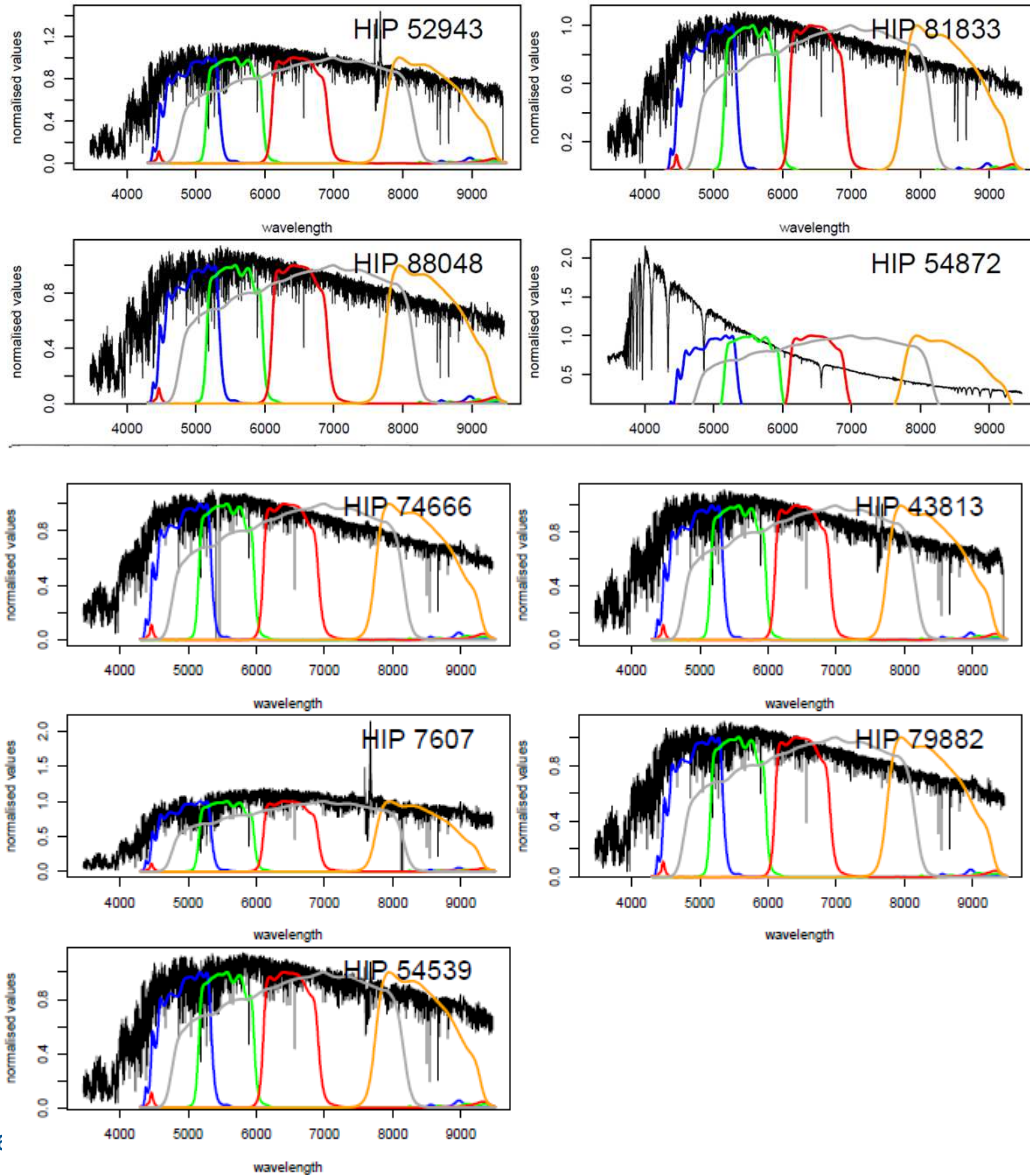 HIP 52943
normalised values
0.0
0.4
0.8
1.2
4000 5000 6000 7000 8000 9000
wavelength
HIP 81833
normalised values
0.2
0.6
1.0
4000 5000 6000 7000 8000 9000
wavelength
HIP 88048
normalised values
0.0
0.4
0.8
4000 5000 6000 7000 8000 9000
HIP 54872
normalised values
0.5
1.0
1.5
2.0
4000 5000 6000 7000 8000 9000
HIP 74666
normalised values
0.0
0.4
0.8
4000 5000 6000 7000 8000 9000
wavelength
HIP 43813
normalised values
0.0
0.4
0.8
4000 5000 6000 7000 8000 9000
wavelength
HIP 7607
normalised values
0.0
0.5
1.0
1.5
2.0
4000 5000 6000 7000 8000 9000
wavelength
HIP 79882
normalised values
0.0
0.4
0.8
4000 5000 6000 7000 8000 9000
wavelength
HIP 54539
normalised values
0.0
0.4
0.8
4000 5000 6000 7000 8000 9000
wavelength